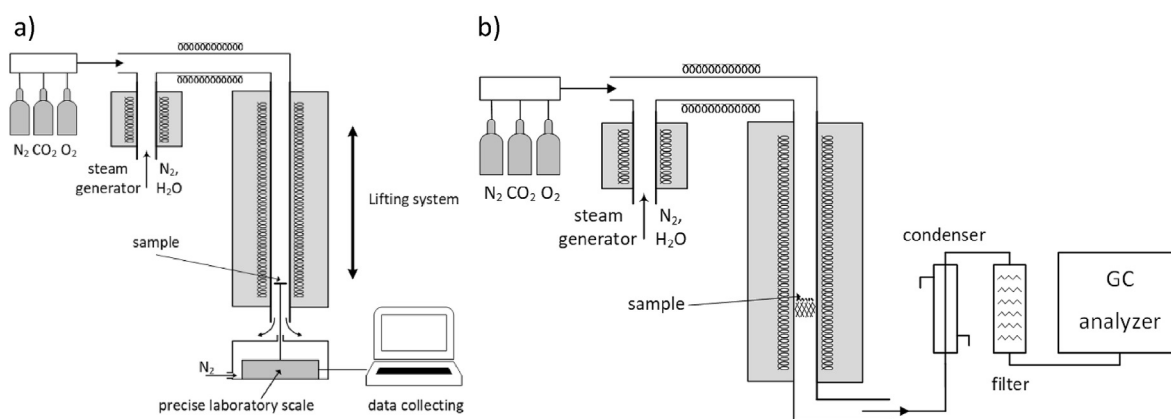 a)
N₂ CO₂ O₂
steam
generator
N₂,
H₂O
Lifting system
sample
N₂
precise laboratory scale
data collecting
b)
N₂ CO₂ O₂
steam
generator
N₂,
H₂O
sample
condenser
filter
GC
analyzer